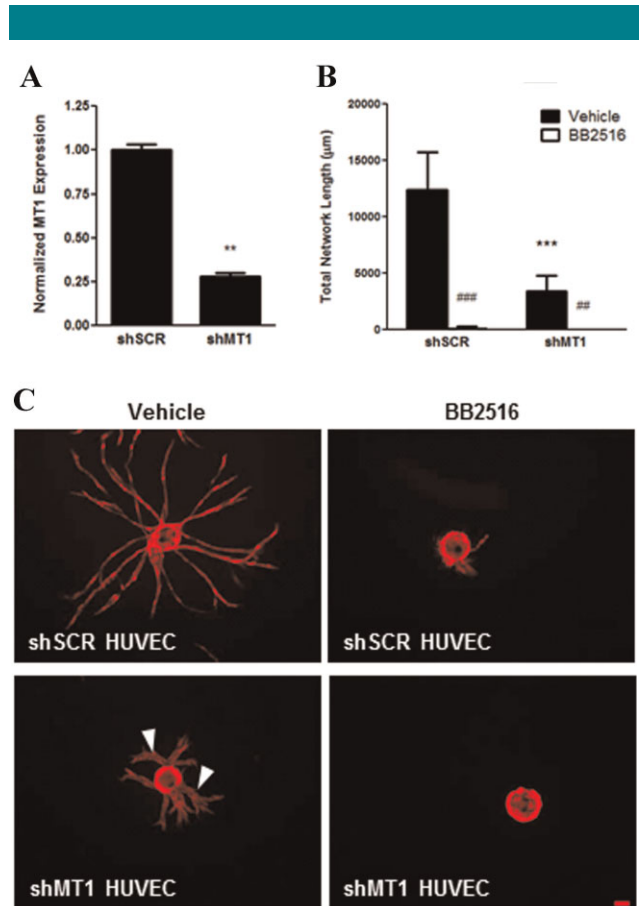 A
Normalized MT1 Expression
1.25
1.00
0.75
0.50
0.25
0.00
**
shSCR
shMT1
B
Total Network Length (µm)
20000
15000
10000
5000
0
Vehicle
BB2516
###
***
##
shSCR
shMT1
C
Vehicle
BB2516
shSCR HUVEC
shSCR HUVEC
shMT1 HUVEC
shMT1 HUVEC